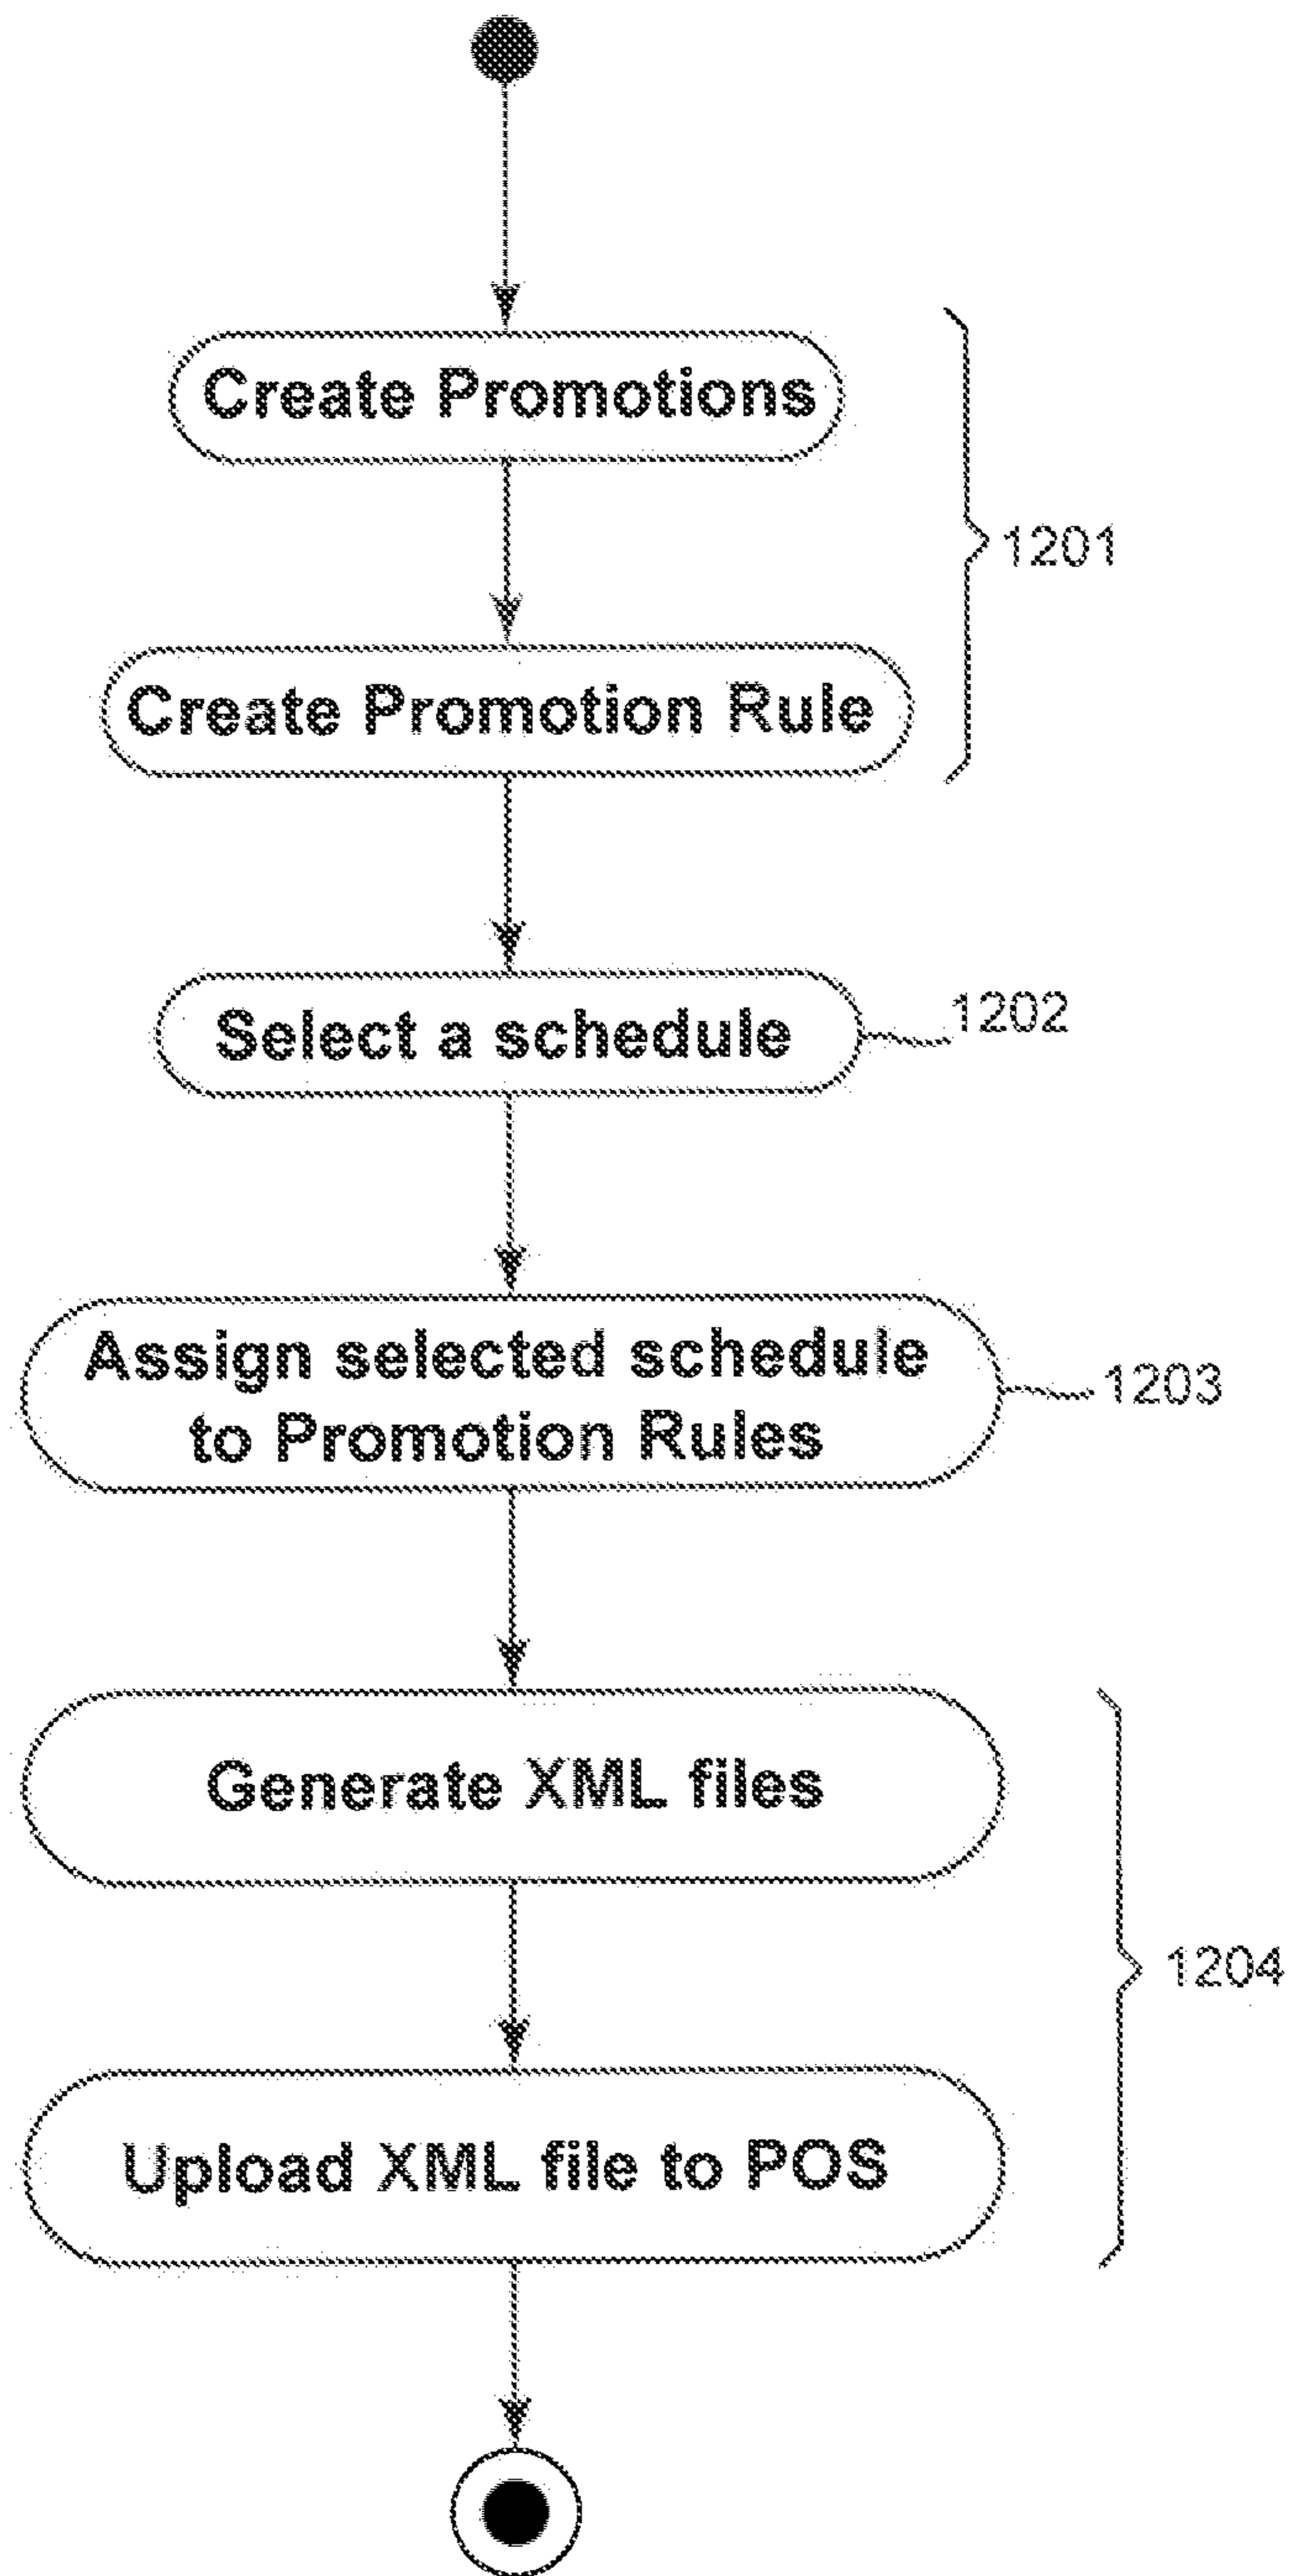 Create Promotions
1201
Create Promotion Rule
Select a schedule
1202
Assign selected schedule
to Promotion Rules
1203
Generate XML files
1204
Upload XML file to POS